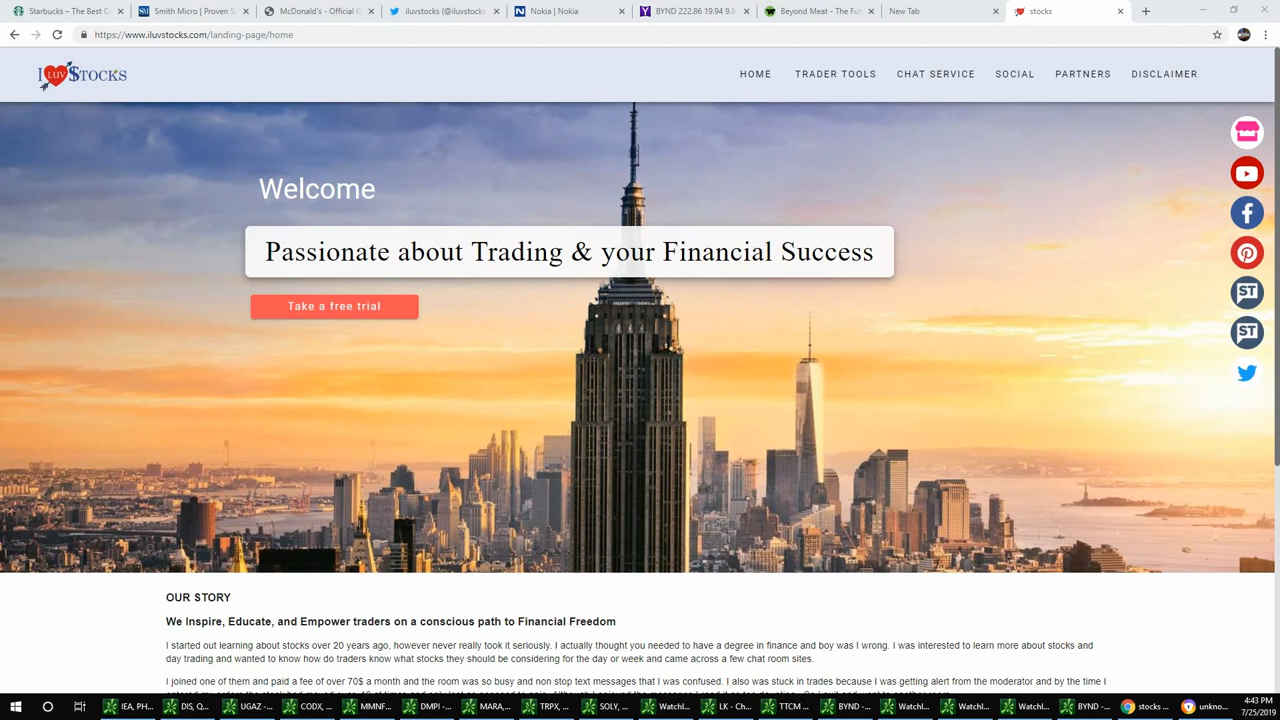 Starbucks – The Best C
Smith Micro | Proven S
McDonald's - Official G
iluvstocks (@iluvstocks
Nokia | Nokia
BYND 222.86 19.94 9.8
Beyond Meat - The Fut
New Tab
stocks
https://www.iluvstocks.com/landing-page/home
I LUV $TOCKS
HOME
TRADER TOOLS
CHAT SERVICE
SOCIAL
PARTNERS
DISCLAIMER
Welcome
Passionate about Trading & your Financial Success
Take a free trial
ST
ST
OUR STORY
We Inspire, Educate, and Empower traders on a conscious path to Financial Freedom
I started out learning about stocks over 20 years ago, however never really took it seriously. I actually thought you needed to have a degree in finance and boy was I wrong. I was interested to learn more about stocks and
day trading and wanted to know how do traders know what stocks they should be considering for the day or week and came across a few chat room sites.
I joined one of them and paid a fee of over 70$ a month and the room was so busy and non stop text messages that I was confused. I also was stuck in trades because I was getting alert from the moderator and by the time I
IEA, PH...
DIS, Q...
UGAZ -...
CODX, ...
MMNF...
DMPI -...
MARA,...
TRPX, ...
SOLY, ...
Watchl...
LK - Ch...
TTCM ...
BYND -...
Watchl...
Watchl...
Watchl...
BYND -...
stocks ...
unkno...
4:43 PM
7/25/2019